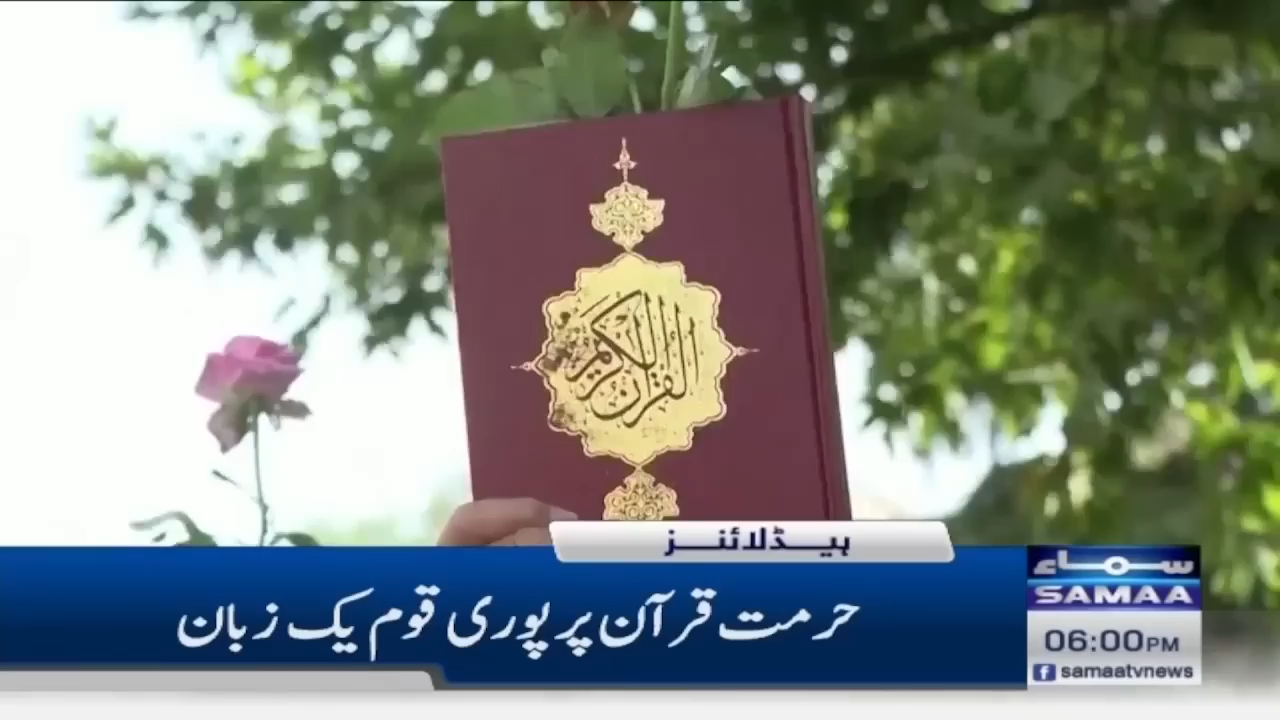 القرآن الكريم
ہیڈلائنز
حرمت قرآن پر پوری قوم یک زبان
سماء
SAMAA
06:00PM
samaatvnews